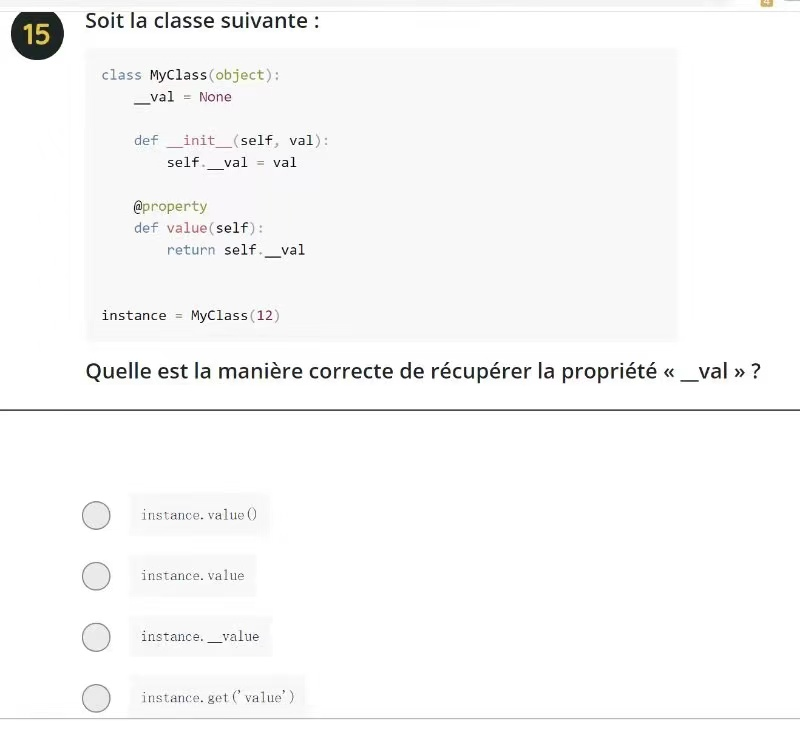 4
15
Soit la classe suivante :
class MyClass(object):
    __val = None
    def __init__(self, val):
        self.__val = val
    @property
    def value(self):
        return self.__val
instance = MyClass(12)
Quelle est la manière correcte de récupérer la propriété « __val » ?
instance.value()
instance.value
instance.__value
instance.get('value')